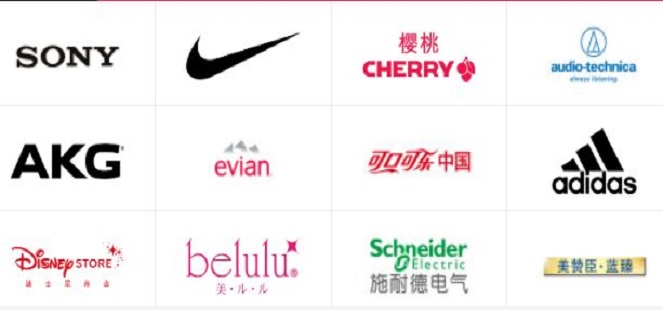 SONY
樱桃
CHERRY
audio-technica
always listening
AKG
evian
可口可乐中国
adidas
Disney STORE
belulu
美·ル·ル
Schneider
Electric
施耐德电气
美赞臣·蓝臻